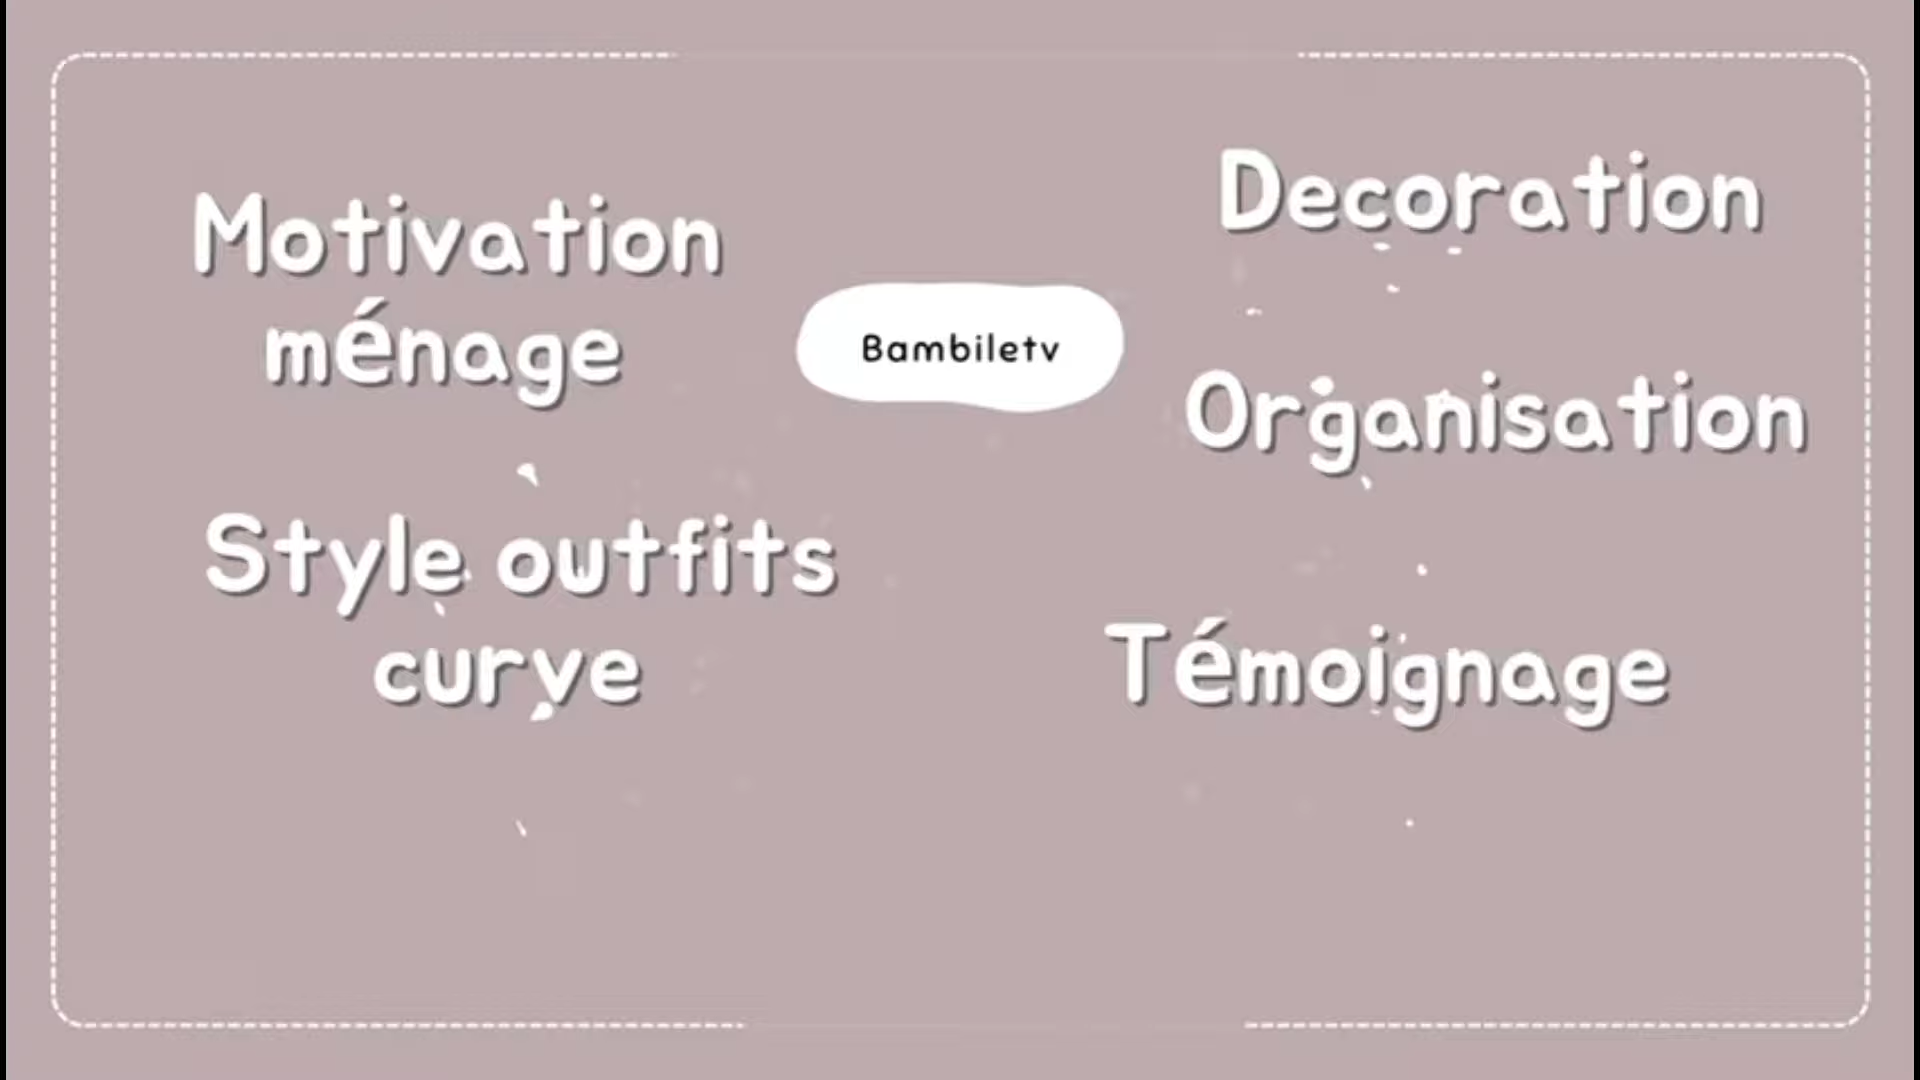 Motivation
ménage
Style outfits
curve
Bambiletv
Decoration
Organisation
Témoignage